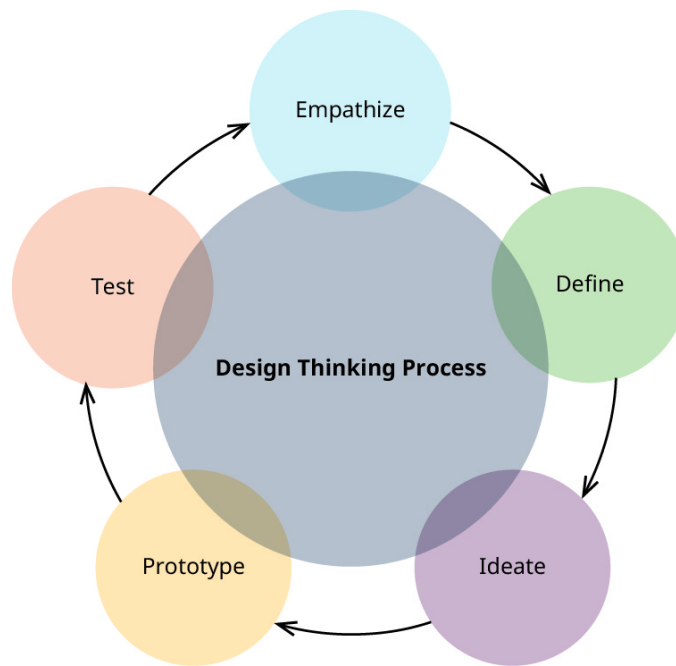 Empathize
Define
Ideate
Prototype
Test
Design Thinking Process